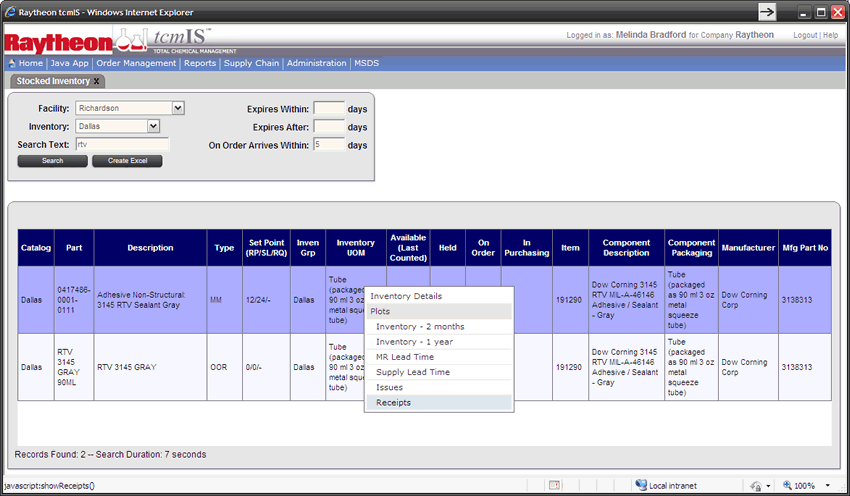 Raytheon tcmIS - Windows Internet Explorer
Raytheon tcmIS™
TOTAL CHEMICAL MANAGEMENT
Logged in as: Melinda Bradford for Company Raytheon Logout | Help
Home | Java App | Order Management | Reports | Supply Chain | Administration | MSDS
Stocked Inventory x
Facility: Richardson Expires Within: days
Inventory: Dallas Expires After: days
Search Text: rtv On Order Arrives Within: 5 days
Search Create Excel
Catalog Part Description Type Set Point (RP/SL/RQ) Inven Grp Inventory UOM Available (Last Counted) Held On Order In Purchasing Item Component Description Component Packaging Manufacturer Mfg Part No
Dallas 0417486-0001-0111 Adhesive Non-Structural: 3145 RTV Sealant Gray MM 12/24/- Dallas Tube (packaged as 90 ml 3 oz metal squeeze tube) 191290 Dow Corning 3145 RTV MIL-A-46146 Adhesive / Sealant - Gray Tube (packaged as 90 ml 3 oz metal squeeze tube) Dow Corning Corp 3138313
Dallas RTV 3145 GRAY 90ML RTV 3145 GRAY OOR 0/0/- Dallas Tube (packaged as 90 ml 3 oz metal squeeze tube) 191290 Dow Corning 3145 RTV MIL-A-46146 Adhesive / Sealant - Gray Tube (packaged as 90 ml 3 oz metal squeeze tube) Dow Corning Corp 3138313
Inventory Details
Plots
Inventory - 2 months
Inventory - 1 year
MR Lead Time
Supply Lead Time
Issues
Receipts
Records Found: 2 -- Search Duration: 7 seconds
javascript:showReceipts() Local intranet 100%